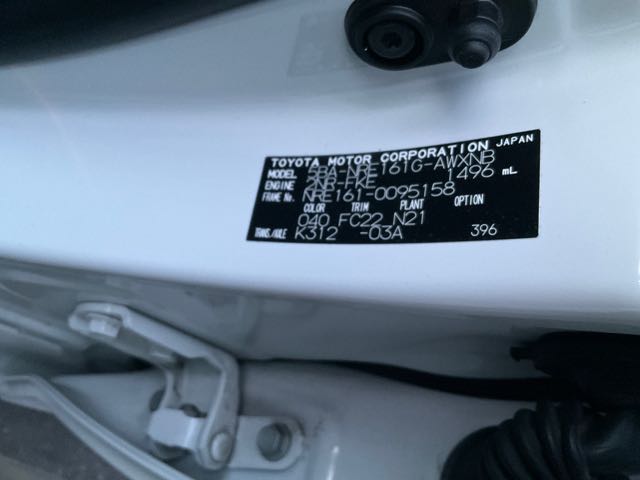 TOYOTA MOTOR CORPORATION JAPAN
MODEL 5BA-NRE161G-AWXNB
ENGINE 2NR-FKE 1496 mL
FRAME No. NRE161-0095158
COLOR TRIM PLANT OPTION
040 FC22 N21
TRANS/AXLE K312 -03A 396